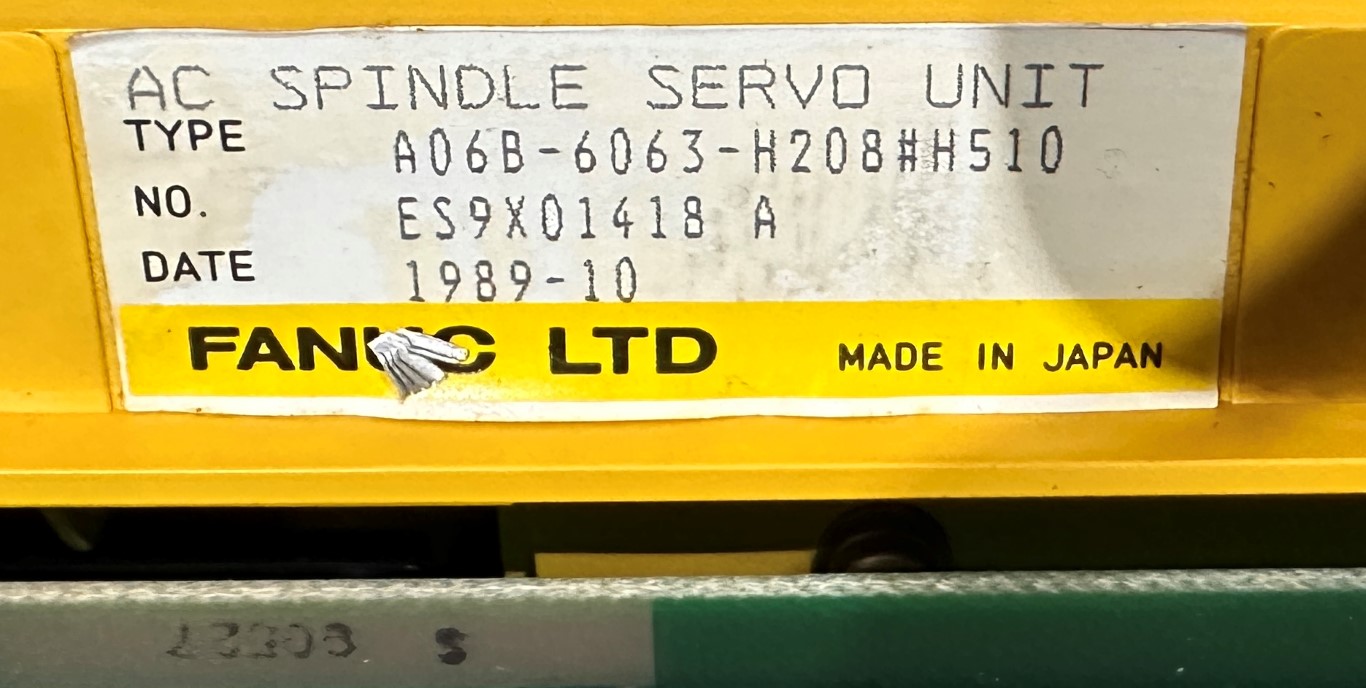 AC SPINDLE SERVO UNIT
TYPE A06B-6063-H208#H510
NO. ES9X01418 A
DATE 1989-10
FANUC LTD MADE IN JAPAN
S